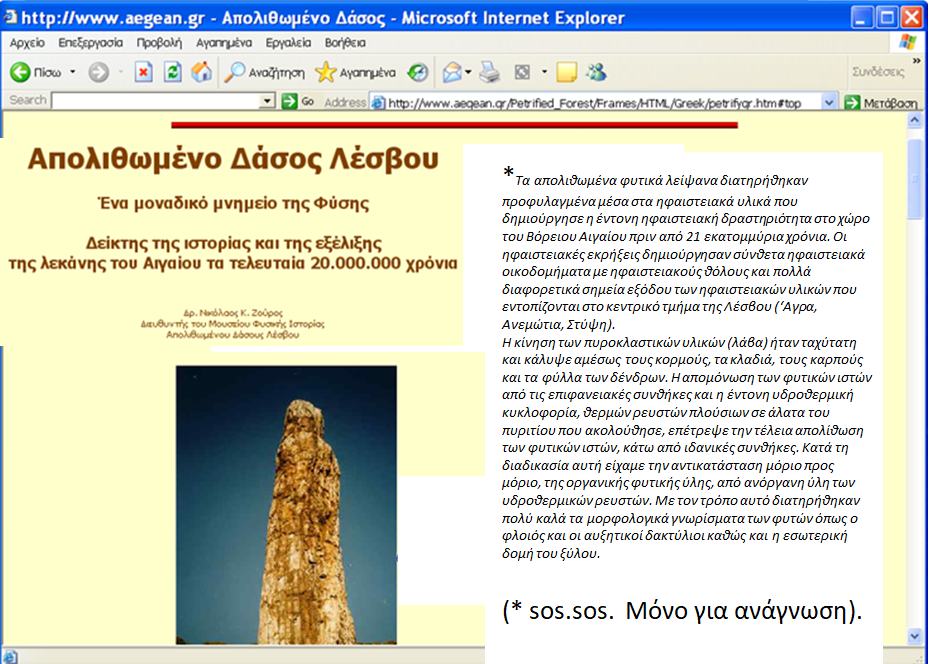 http://www.aegean.gr - Απολιθωμένο Δάσος - Microsoft Internet Explorer
Αρχείο Επεξεργασία Προβολή Αγαπημένα Εργαλεία Βοήθεια
Πίσω Αναζήτηση Αγαπημένα Συνδέσεις »
Search Go Address http://www.aegean.gr/Petrified_Forest/Frames/HTML/Greek/petrifygr.htm#top Μετάβαση
Απολιθωμένο Δάσος Λέσβου
Ένα μοναδικό μνημείο της Φύσης
Δείκτης της ιστορίας και της εξέλιξης
της λεκάνης του Αιγαίου τα τελευταία 20.000.000 χρόνια
Δρ. Νικόλαος Κ. Ζούρος
Διευθυντής του Μουσείου Φυσικής Ιστορίας
Απολιθωμένου Δάσους Λέσβου
*Τα απολιθωμένα φυτικά λείψανα διατηρήθηκαν
προφυλαγμένα μέσα στα ηφαιστειακά υλικά που
δημιούργησε η έντονη ηφαιστειακή δραστηριότητα στο χώρο
του Βόρειου Αιγαίου πριν από 21 εκατομμύρια χρόνια. Οι
ηφαιστειακές εκρήξεις δημιούργησαν σύνθετα ηφαιστειακά
οικοδομήματα με ηφαιστειακούς θόλους και πολλά
διαφορετικά σημεία εξόδου των ηφαιστειακών υλικών που
εντοπίζονται στο κεντρικό τμήμα της Λέσβου (‘Αγρα,
Ανεμώτια, Στύψη).
Η κίνηση των πυροκλαστικών υλικών (λάβα) ήταν ταχύτατη
και κάλυψε αμέσως τους κορμούς, τα κλαδιά, τους καρπούς
και τα φύλλα των δένδρων. Η απομόνωση των φυτικών ιστών
από τις επιφανειακές συνθήκες και η έντονη υδροθερμική
κυκλοφορία, θερμών ρευστών πλούσιων σε άλατα του
πυριτίου που ακολούθησε, επέτρεψε την τέλεια απολίθωση
των φυτικών ιστών, κάτω από ιδανικές συνθήκες. Κατά τη
διαδικασία αυτή είχαμε την αντικατάσταση μόριο προς
μόριο, της οργανικής φυτικής ύλης, από ανόργανη ύλη των
υδροθερμικών ρευστών. Με τον τρόπο αυτό διατηρήθηκαν
πολύ καλά τα μορφολογικά γνωρίσματα των φυτών όπως ο
φλοιός και οι αυξητικοί δακτύλιοι καθώς και η εσωτερική
δομή του ξύλου.
(* sos.sos. Μόνο για ανάγνωση).